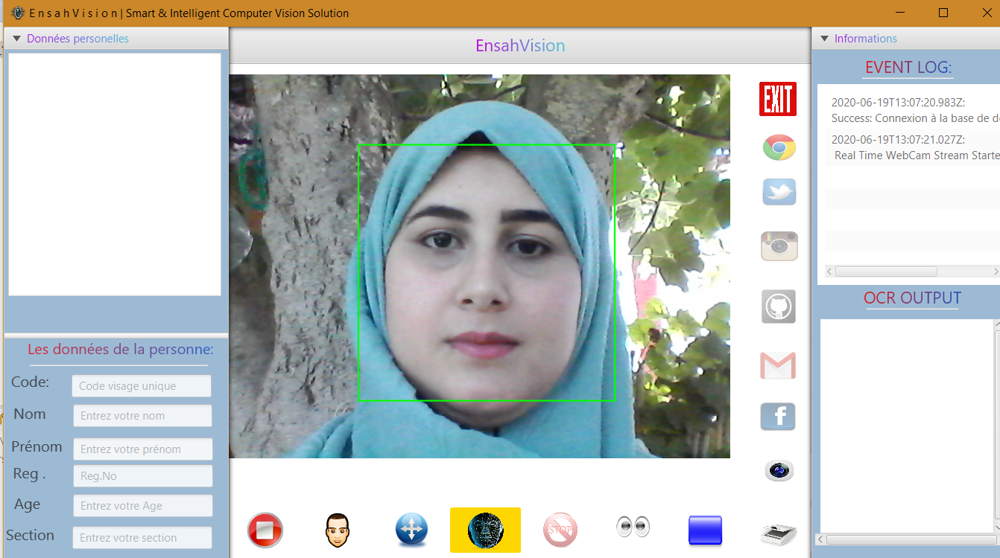 E n s a h V i s i o n | Smart & Intelligent Computer Vision Solution
Données personelles
EnsahVision
Informations
EVENT LOG:
2020-06-19T13:07:20.983Z:
Success: Connexion à la base de
2020-06-19T13:07:21.027Z:
Real Time WebCam Stream Starte
EXIT
OCR OUTPUT
Les données de la personne:
Code:
Code visage unique
Nom
Entrez votre nom
Prénom
Entrez votre prénom
Reg .
Reg.No
Age
Entrez votre Age
Section
Entrez votre section
STOP